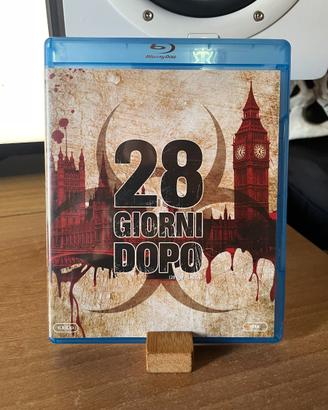 Blu-ray Disc
28
GIORNI
DOPO